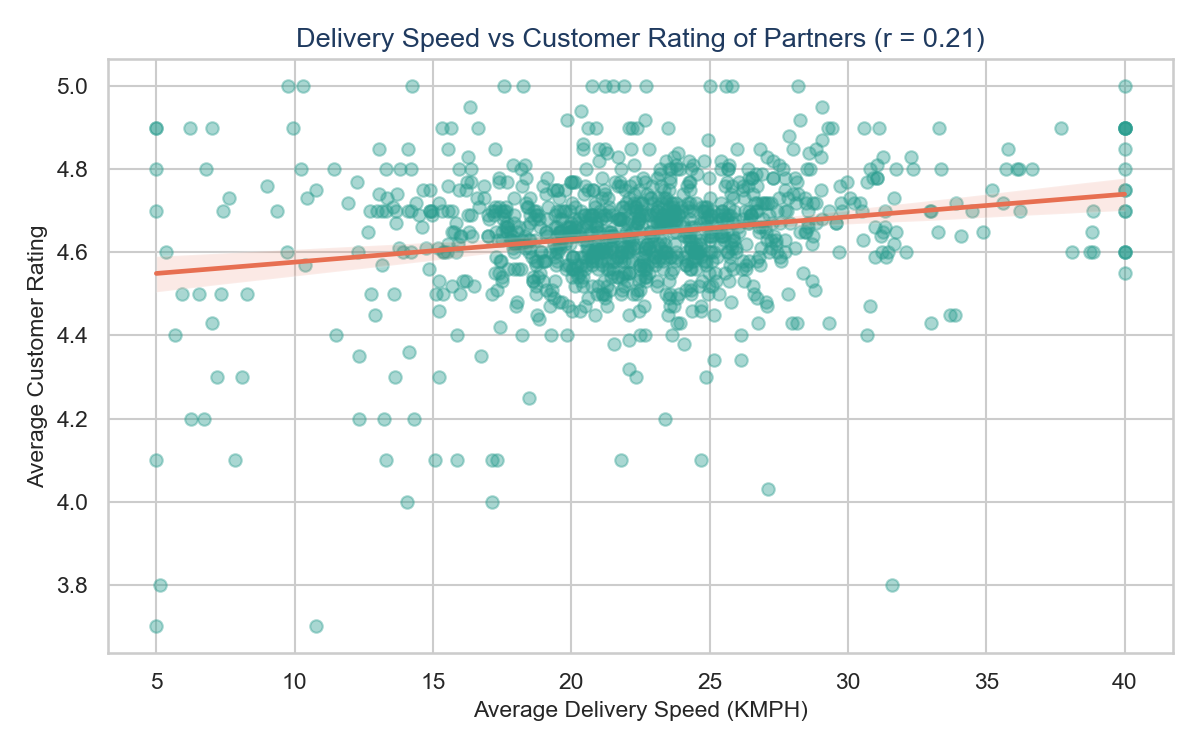 Delivery Speed vs Customer Rating of Partners (r = 0.21)
Average Customer Rating
5.0
4.8
4.6
4.4
4.2
4.0
3.8
5 10 15 20 25 30 35 40
Average Delivery Speed (KMPH)